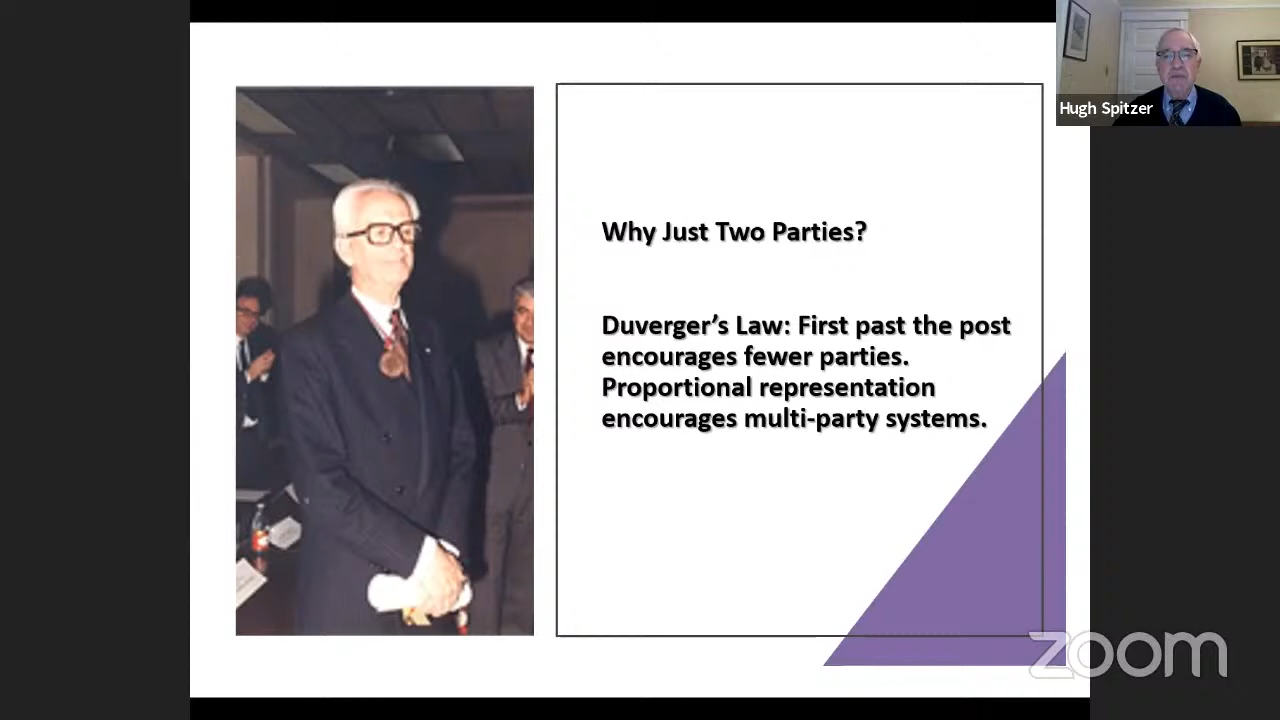 Hugh Spitzer
Why Just Two Parties?
Duverger’s Law: First past the post
encourages fewer parties.
Proportional representation
encourages multi-party systems.
zoom